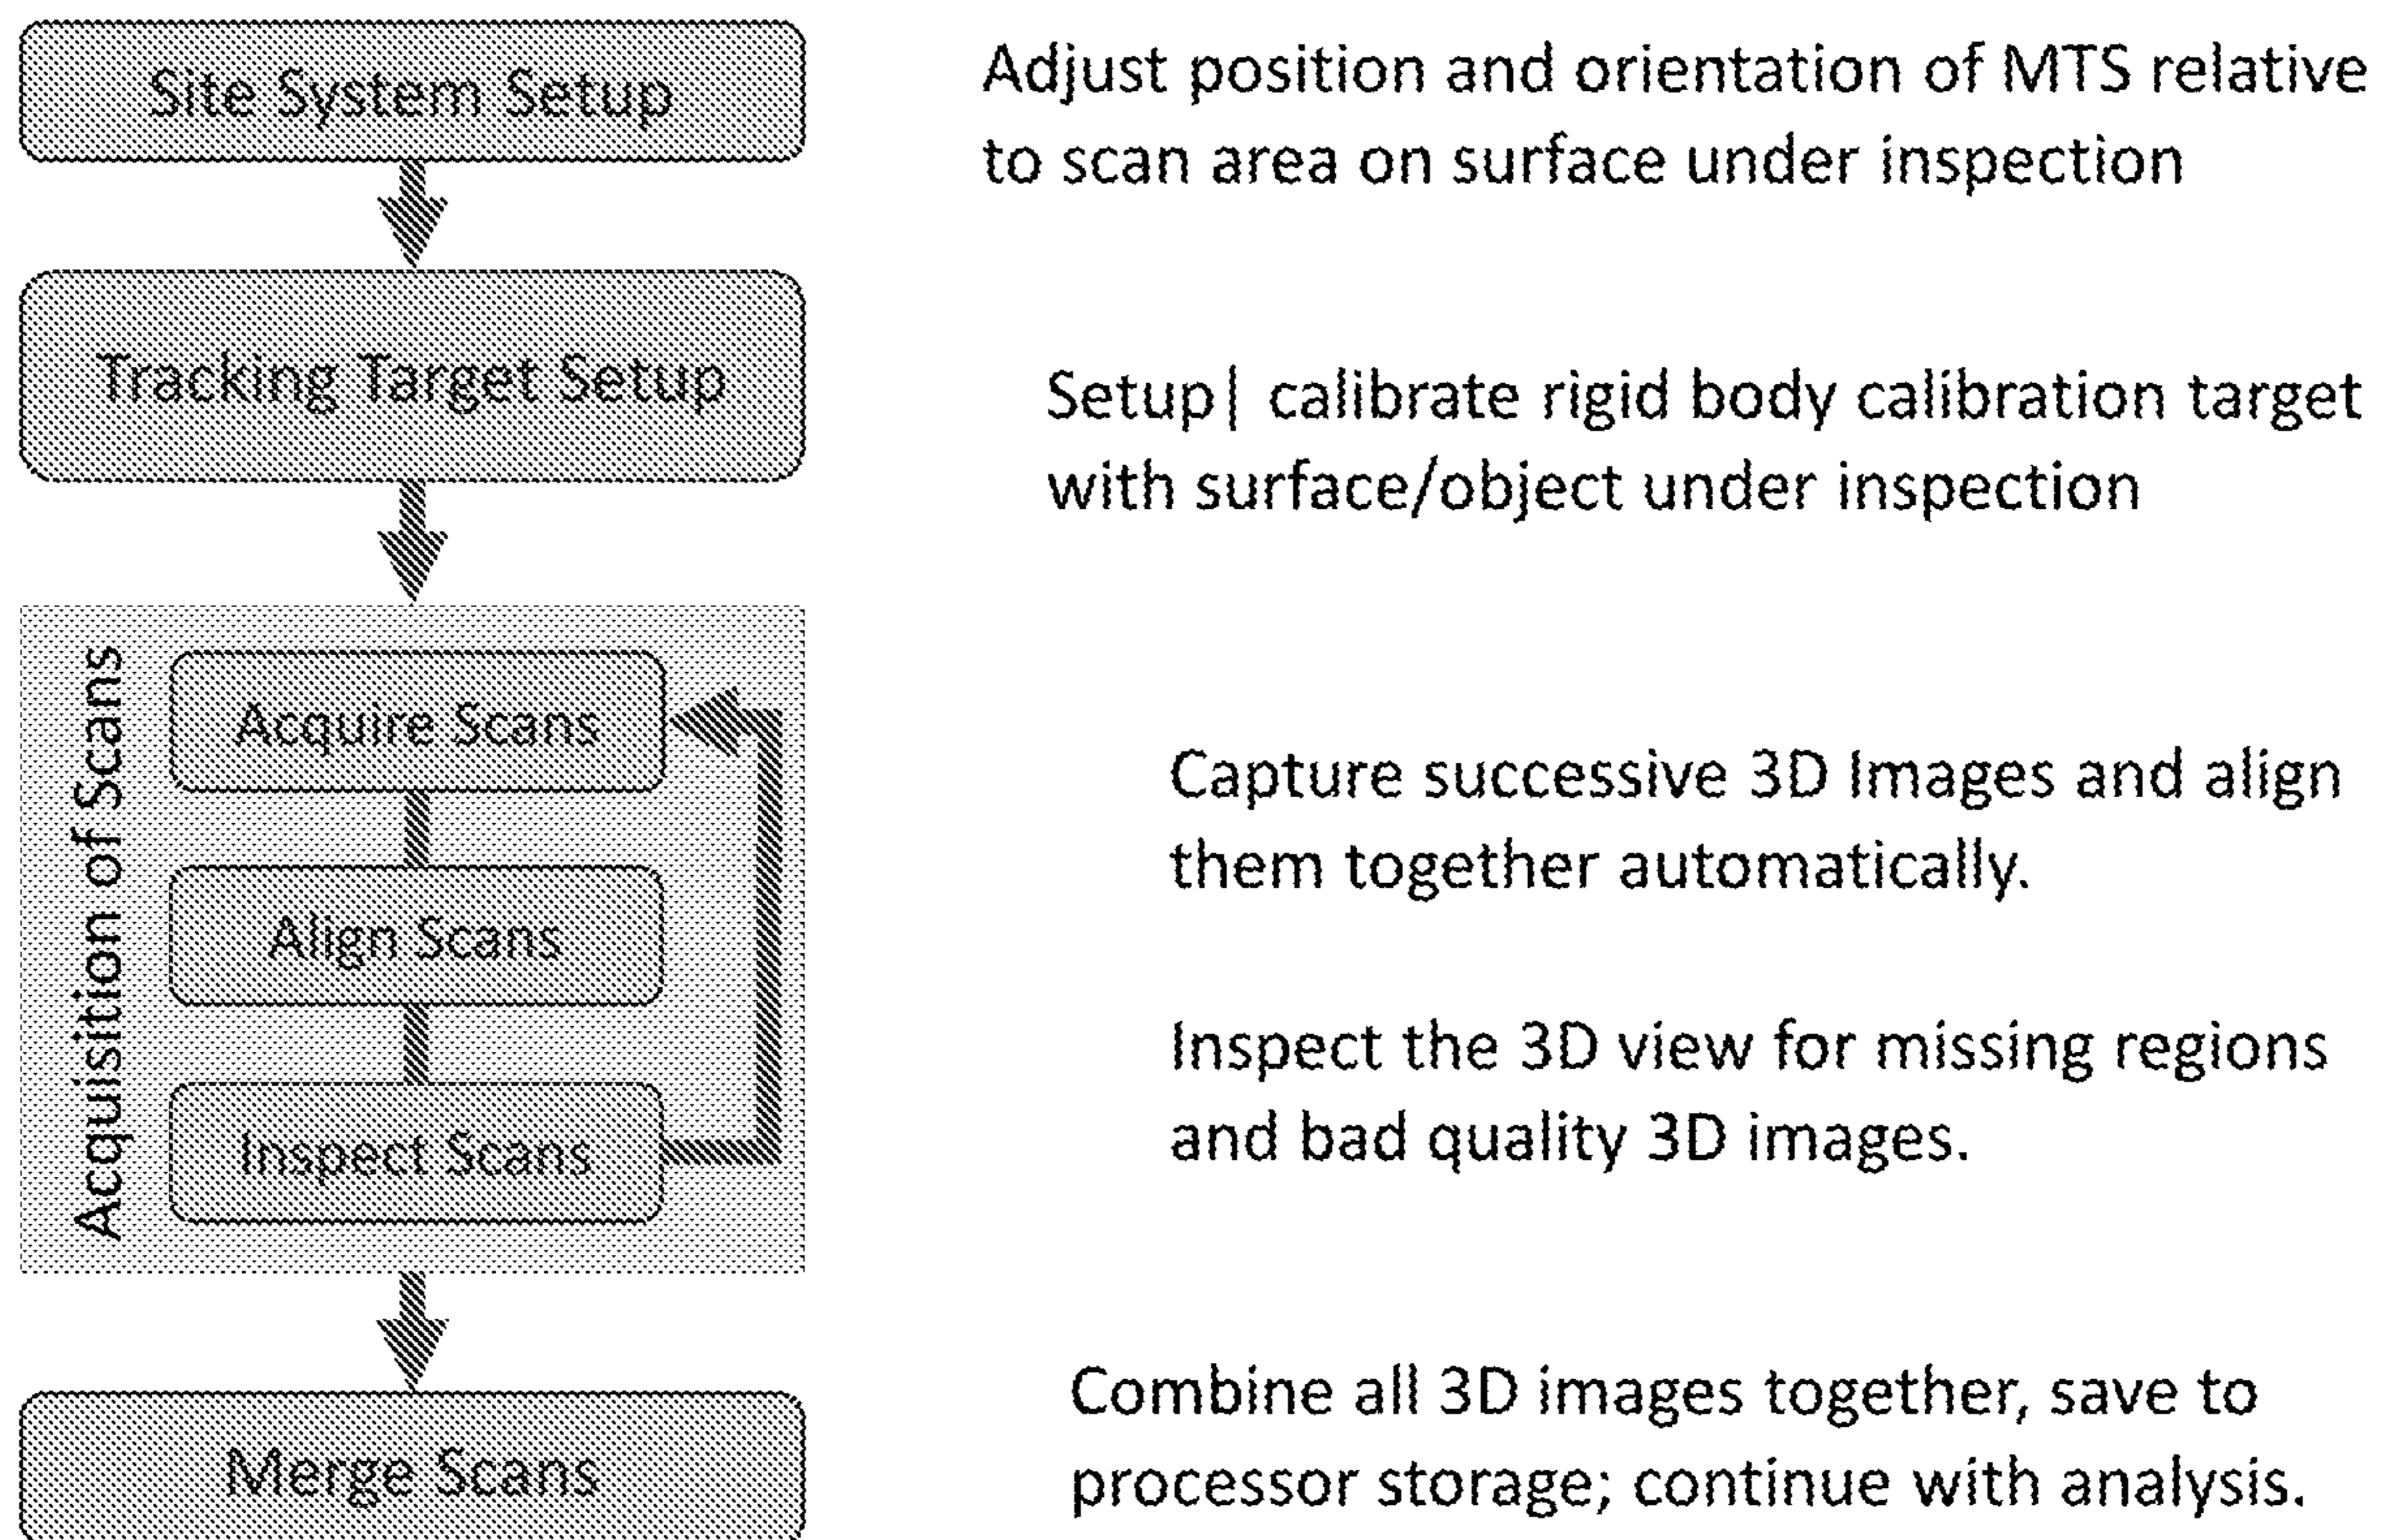 Site System Setup
Adjust position and orientation of MTS relative
to scan area on surface under inspection
Tracking Target Setup
Setup| calibrate rigid body calibration target
with surface/object under inspection
Acquisition of Scans
Acquire Scans
Align Scans
Inspect Scans
Capture successive 3D Images and align
them together automatically.
Inspect the 3D view for missing regions
and bad quality 3D images.
Merge Scans
Combine all 3D images together, save to
processor storage; continue with analysis.